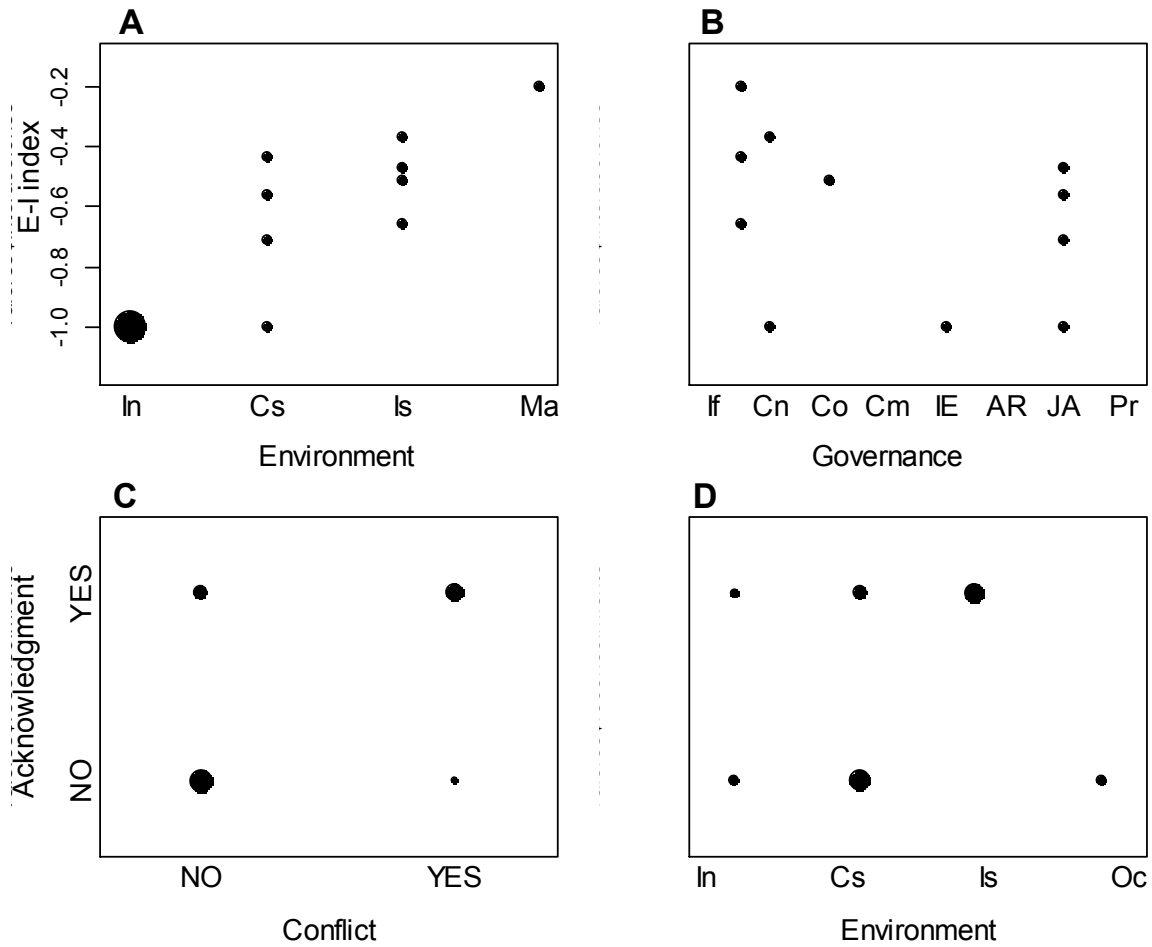 A
B
E-I index
-0.2
-0.4
-0.6
-0.8
-1.0
In Cs Is Ma
Environment
If Cn Co Cm IE AR JA Pr
Governance
C
D
Acknowledgment
YES
NO
NO YES
Conflict
In Cs Is Oc
Environment